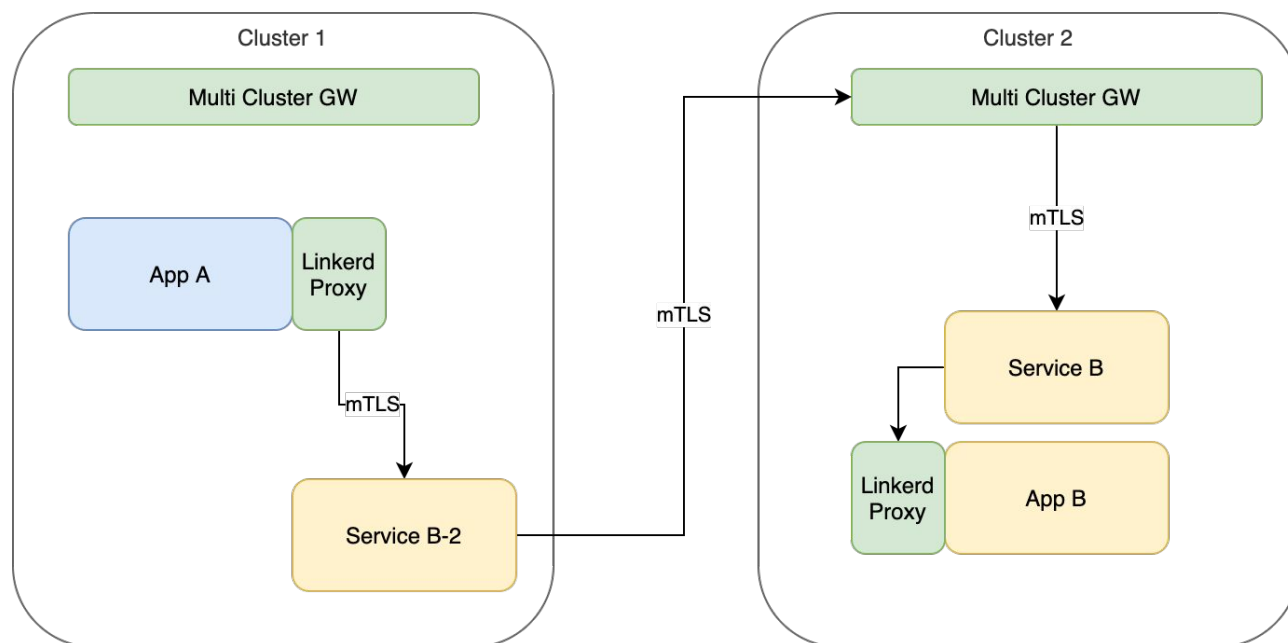 Cluster 1
Multi Cluster GW
App A
Linkerd
Proxy
mTLS
Service B-2
mTLS
Cluster 2
Multi Cluster GW
mTLS
Service B
Linkerd
Proxy
App B